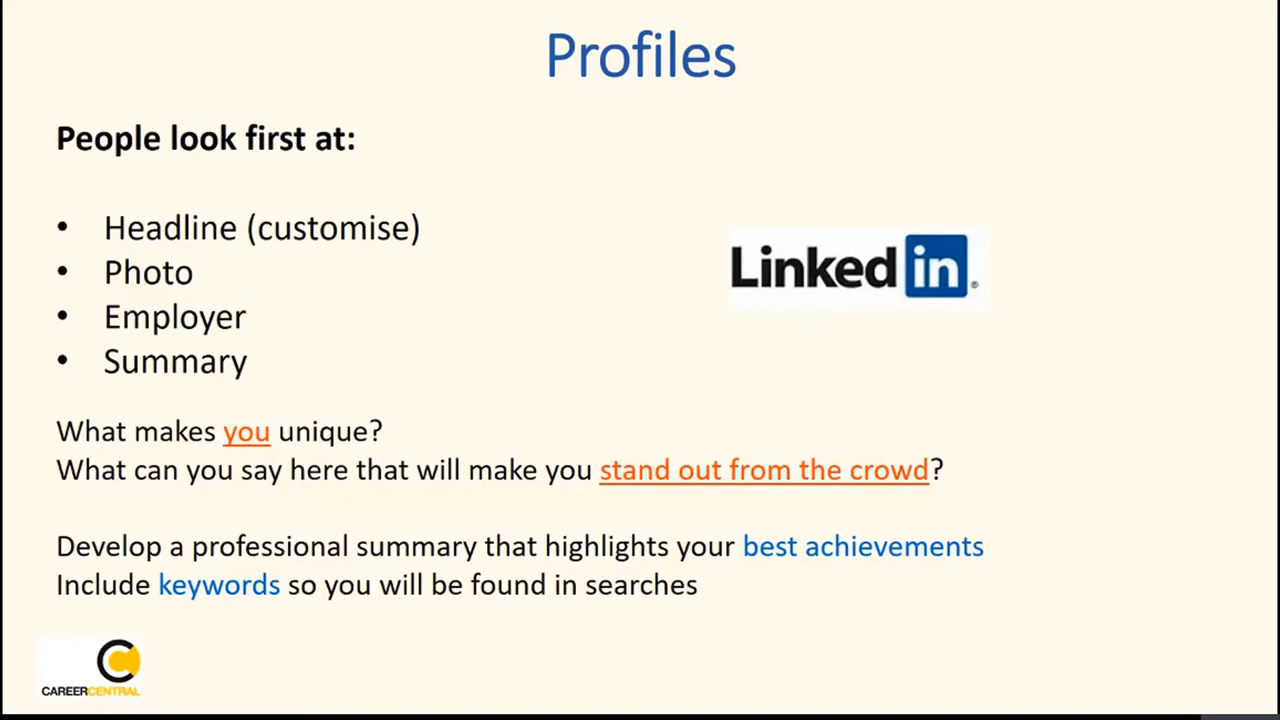 Profiles
People look first at:
• Headline (customise)
• Photo
• Employer
• Summary
Linked in ®
What makes you unique?
What can you say here that will make you stand out from the crowd?
Develop a professional summary that highlights your best achievements
Include keywords so you will be found in searches
CAREERCENTRAL